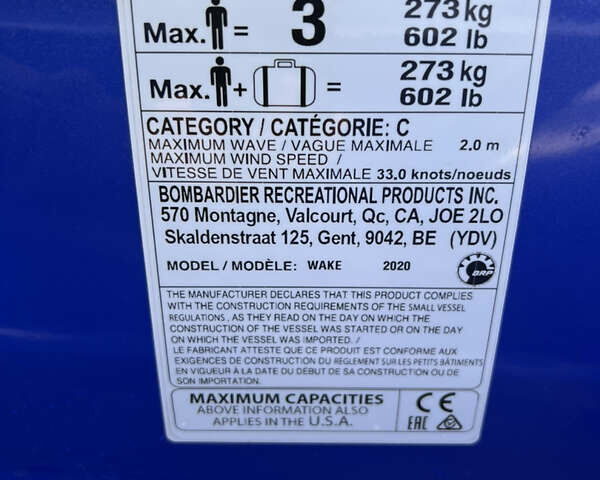 273 kg
Max. = 3 602 lb
273 kg
Max. + = 602 lb
CATEGORY / CATÉGORIE: C
MAXIMUM WAVE / VAGUE MAXIMALE 2.0 m
MAXIMUM WIND SPEED /
VITESSE DE VENT MAXIMALE 33.0 knots/noeuds
BOMBARDIER RECREATIONAL PRODUCTS INC.
570 Montagne, Valcourt, Qc, CA, JOE 2LO
Skaldenstraat 125, Gent, 9042, BE (YDV)
MODEL / MODÈLE: WAKE 2020
BRP
THE MANUFACTURER DECLARES THAT THIS PRODUCT COMPLIES
WITH THE CONSTRUCTION REQUIREMENTS OF THE SMALL VESSEL
REGULATIONS, AS THEY READ ON THE DAY ON WHICH THE
CONSTRUCTION OF THE VESSEL WAS STARTED OR ON THE DAY
ON WHICH THE VESSEL WAS IMPORTED. /
LE FABRICANT ATTESTE QUE CE PRODUIT EST CONFORME AUX
EXIGENCES DE CONSTRUCTION DU RÈGLEMENT SUR LES PETITS BÂTIMENTS
EN VIGUEUR À LA DATE DU DÉBUT DE SA CONSTRUCTION OU
DE SON IMPORTATION.
MAXIMUM CAPACITIES
ABOVE INFORMATION ALSO
APPLIES IN THE U.S.A.
CE
EAC